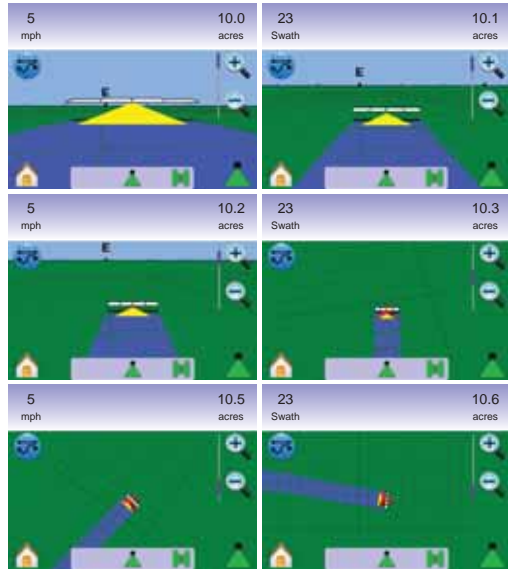 5 10.0
mph acres
E
23 10.1
Swath acres
E
5 10.2
mph acres
E
23 10.3
Swath acres
5 10.5
mph acres
23 10.6
Swath acres